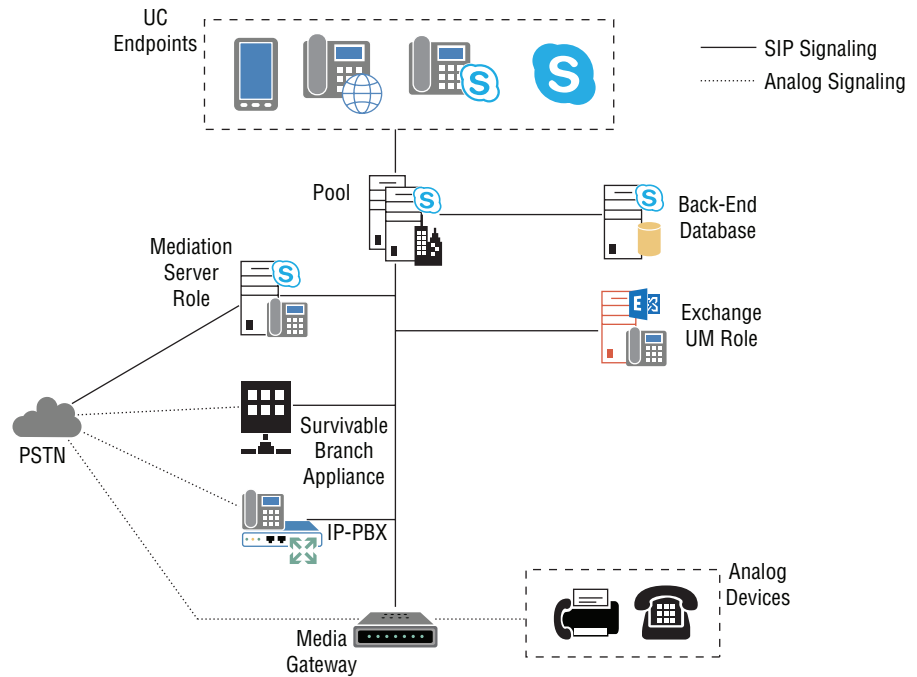 UC
Endpoints
SIP Signaling
Analog Signaling
S
S
Pool
S
S
Back-End
Database
Mediation
Server
Role
S
E
Exchange
UM Role
Survivable
Branch
Appliance
PSTN
IP-PBX
Analog
Devices
Media
Gateway